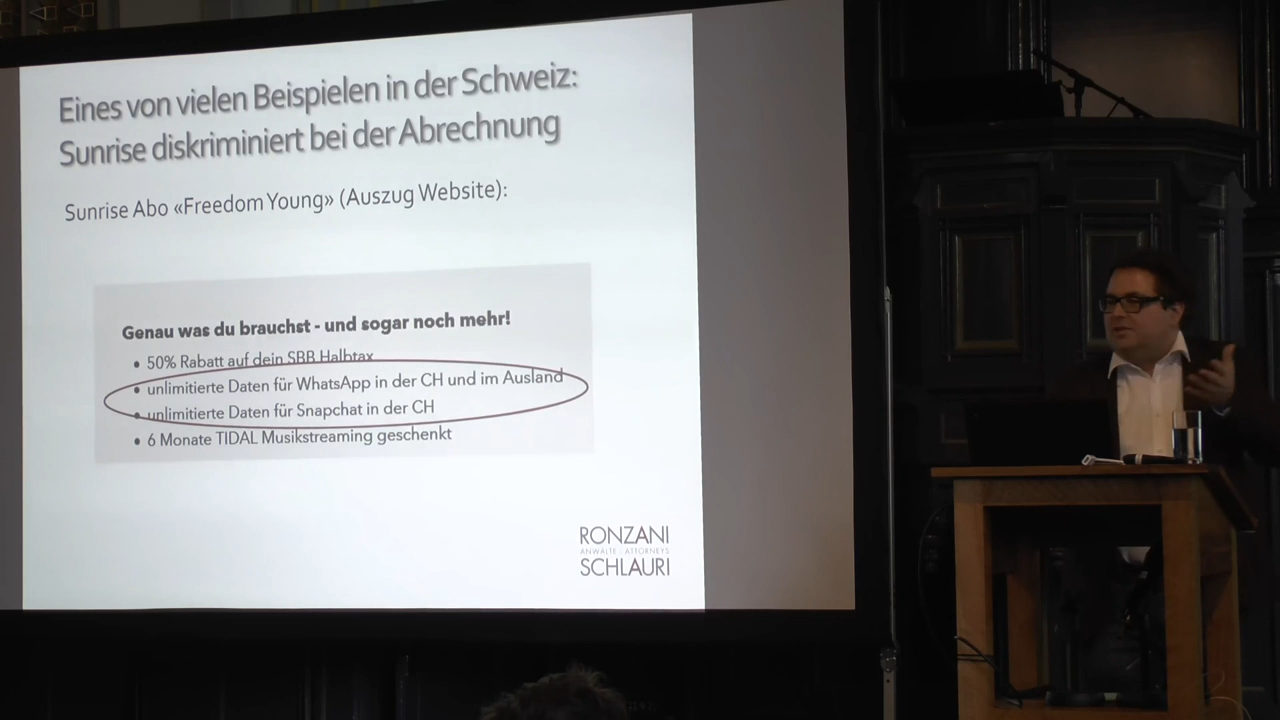 Eines von vielen Beispielen in der Schweiz:
Sunrise diskriminiert bei der Abrechnung
Sunrise Abo «Freedom Young» (Auszug Website):
Genau was du brauchst - und sogar noch mehr!
• 50% Rabatt auf dein SBB Halbtax
• unlimitierte Daten für WhatsApp in der CH und im Ausland
• unlimitierte Daten für Snapchat in der CH
• 6 Monate TIDAL Musikstreaming geschenkt
RONZANI
ANWÄLTE · ATTORNEYS
SCHLAURI